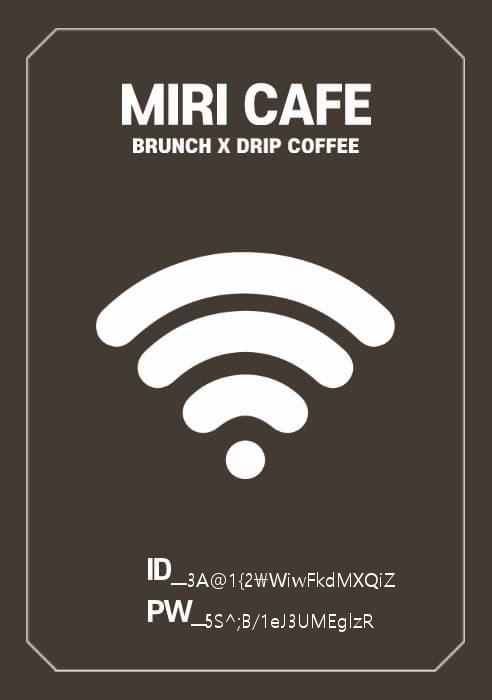 MIRI CAFE
BRUNCH X DRIP COFFEE
ID_3A@1{2₩WiwFkdMXQiZ
PW_5S^;B/1eJ3UMEglzR